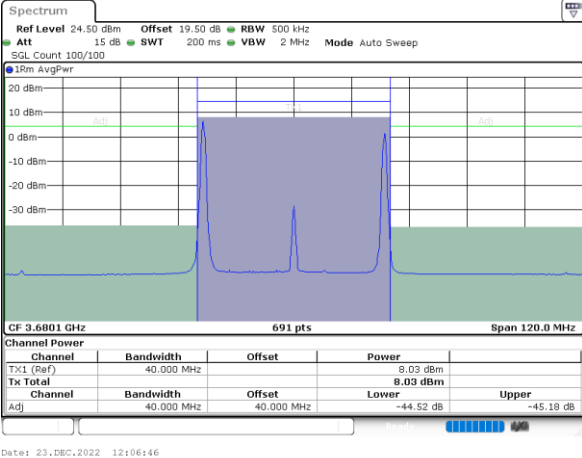 Spectrum
Ref Level 24.50 dBm Offset 19.50 dB RBW 500 kHz
Att 15 dB SWT 200 ms VBW 2 MHz Mode Auto Sweep
SGL Count 100/100
1Rm AvgPwr
20 dBm
TX1
10 dBm
Adj Adj
0 dBm
-10 dBm
-20 dBm
-30 dBm
CF 3.6801 GHz 691 pts Span 120.0 MHz
Channel Power
Channel Bandwidth Offset Power
TX1 (Ref) 40.000 MHz 8.03 dBm
Tx Total 8.03 dBm
Channel Bandwidth Offset Lower Upper
Adj 40.000 MHz 40.000 MHz -44.52 dB -45.18 dB
Ready
Date: 23.DEC.2022 12:06:46